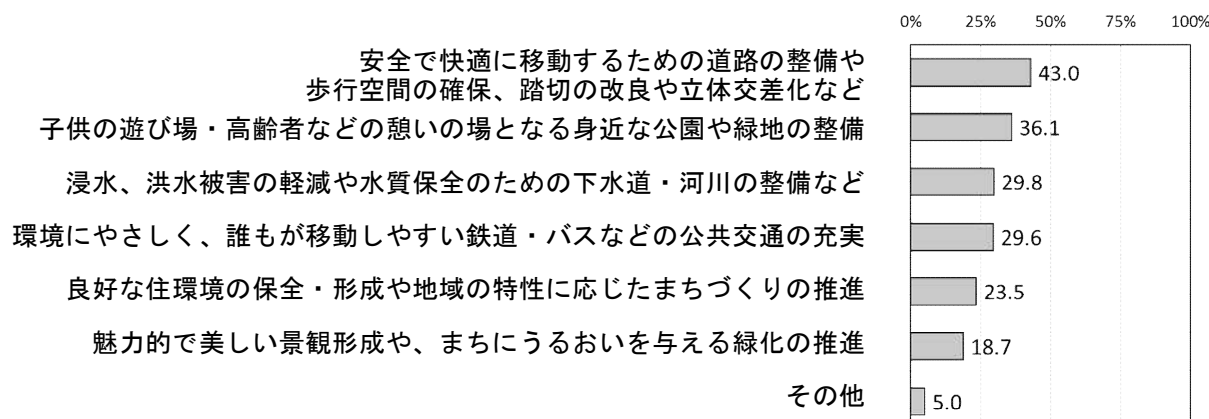 0% 25% 50% 75% 100%
安全で快適に移動するための道路の整備や
歩行空間の確保、踏切の改良や立体交差化など
43.0
子供の遊び場・高齢者などの憩いの場となる身近な公園や緑地の整備
36.1
浸水、洪水被害の軽減や水質保全のための下水道・河川の整備など
29.8
環境にやさしく、誰もが移動しやすい鉄道・バスなどの公共交通の充実
29.6
良好な住環境の保全・形成や地域の特性に応じたまちづくりの推進
23.5
魅力的で美しい景観形成や、まちにうるおいを与える緑化の推進
18.7
その他
5.0